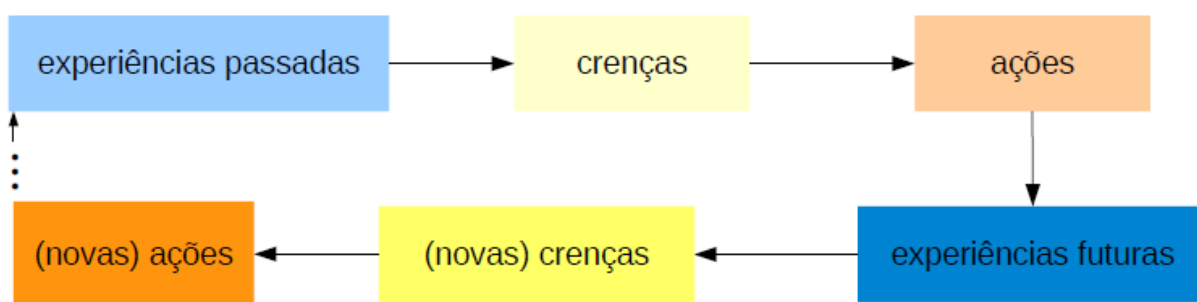 experiências passadas
crenças
ações
experiências futuras
(novas) crenças
(novas) ações
...